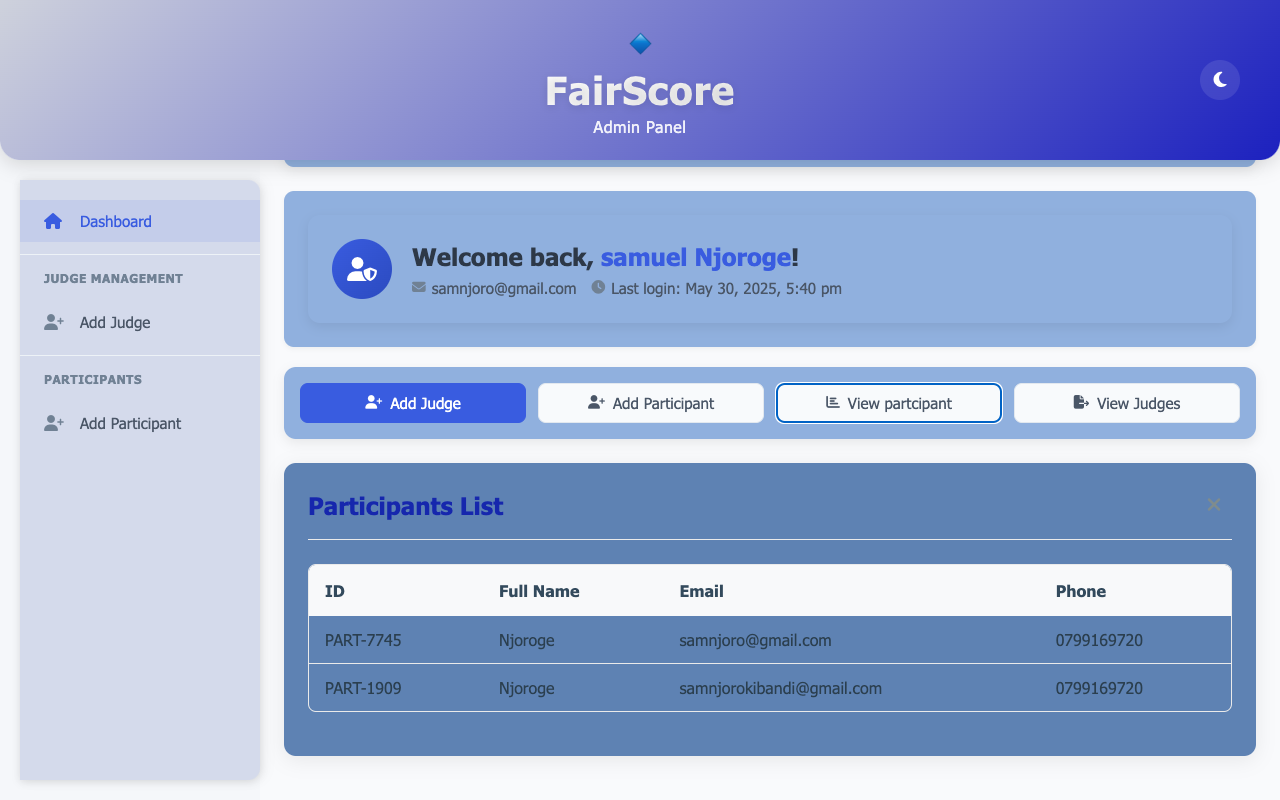 FairScore
Admin Panel
Dashboard
JUDGE MANAGEMENT
Add Judge
PARTICIPANTS
Add Participant
Welcome back, samuel Njoroge!
samnjoro@gmail.com Last login: May 30, 2025, 5:40 pm
Add Judge Add Participant View partcipant View Judges
Participants List
ID Full Name Email Phone
PART-7745 Njoroge samnjoro@gmail.com 0799169720
PART-1909 Njoroge samnjorokibandi@gmail.com 0799169720